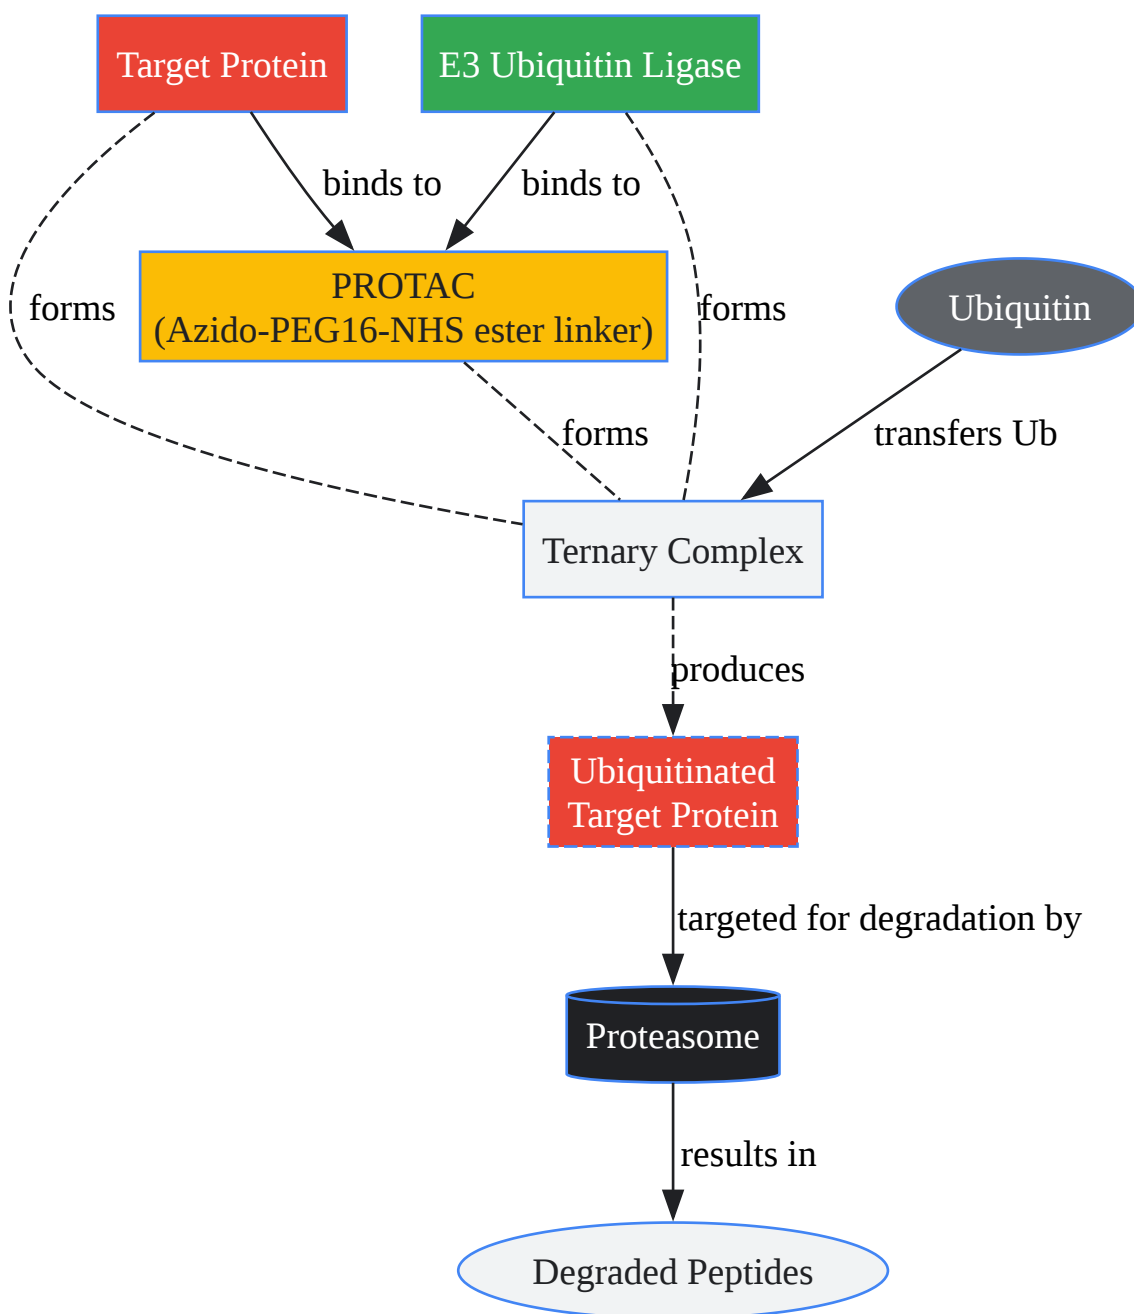 Target Protein
E3 Ubiquitin Ligase
binds to
binds to
PROTAC
(Azido-PEG16-NHS ester linker)
Ubiquitin
forms
forms
forms
transfers Ub
Ternary Complex
produces
Ubiquitinated
Target Protein
targeted for degradation by
Proteasome
results in
Degraded Peptides